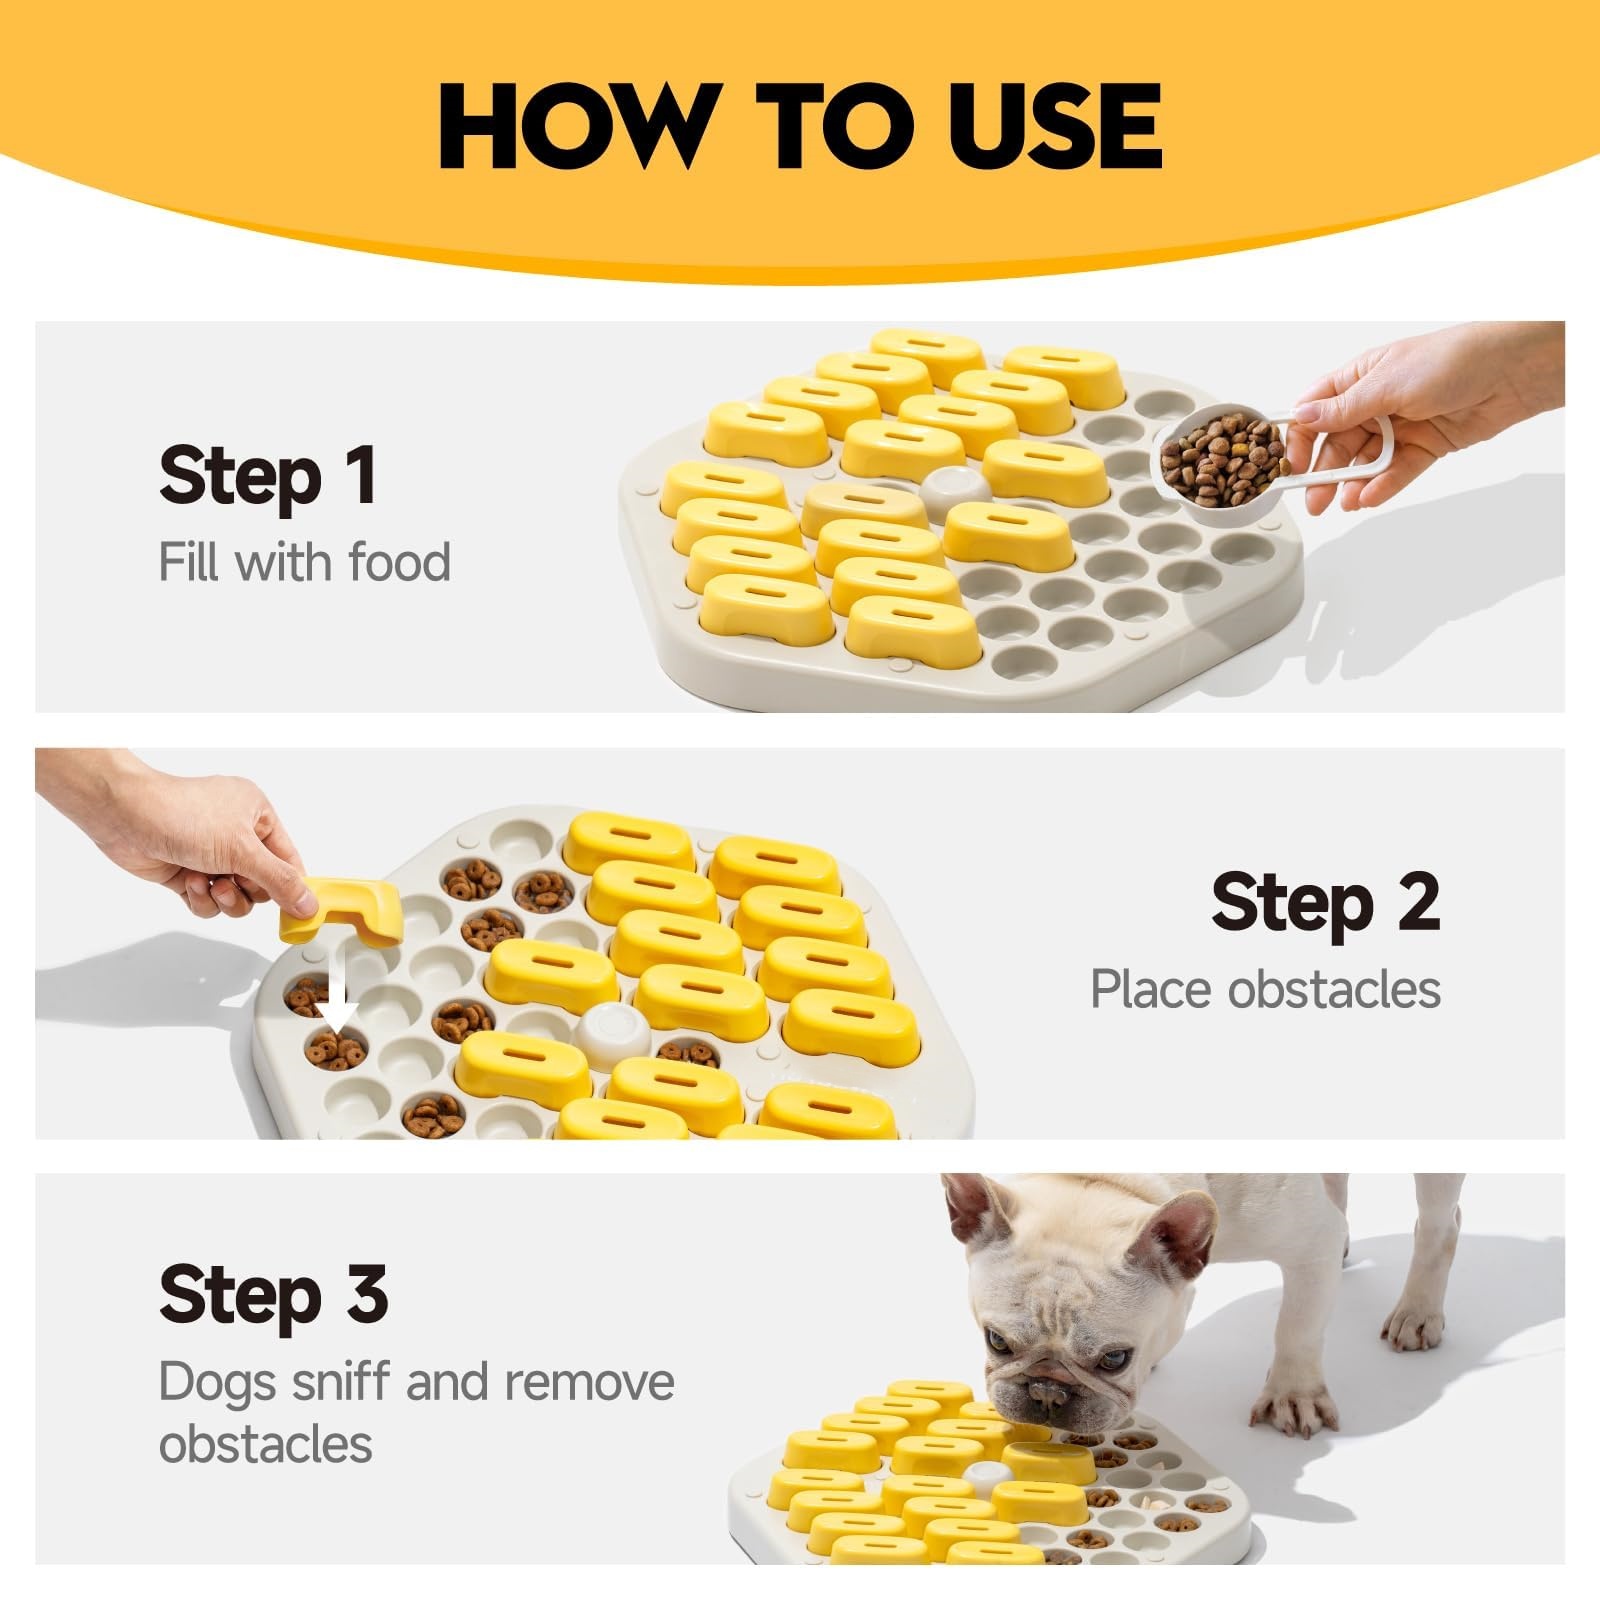 HOW TO USE
Step 1
Fill with food
Step 2
Place obstacles
Step 3
Dogs sniff and remove
obstacles